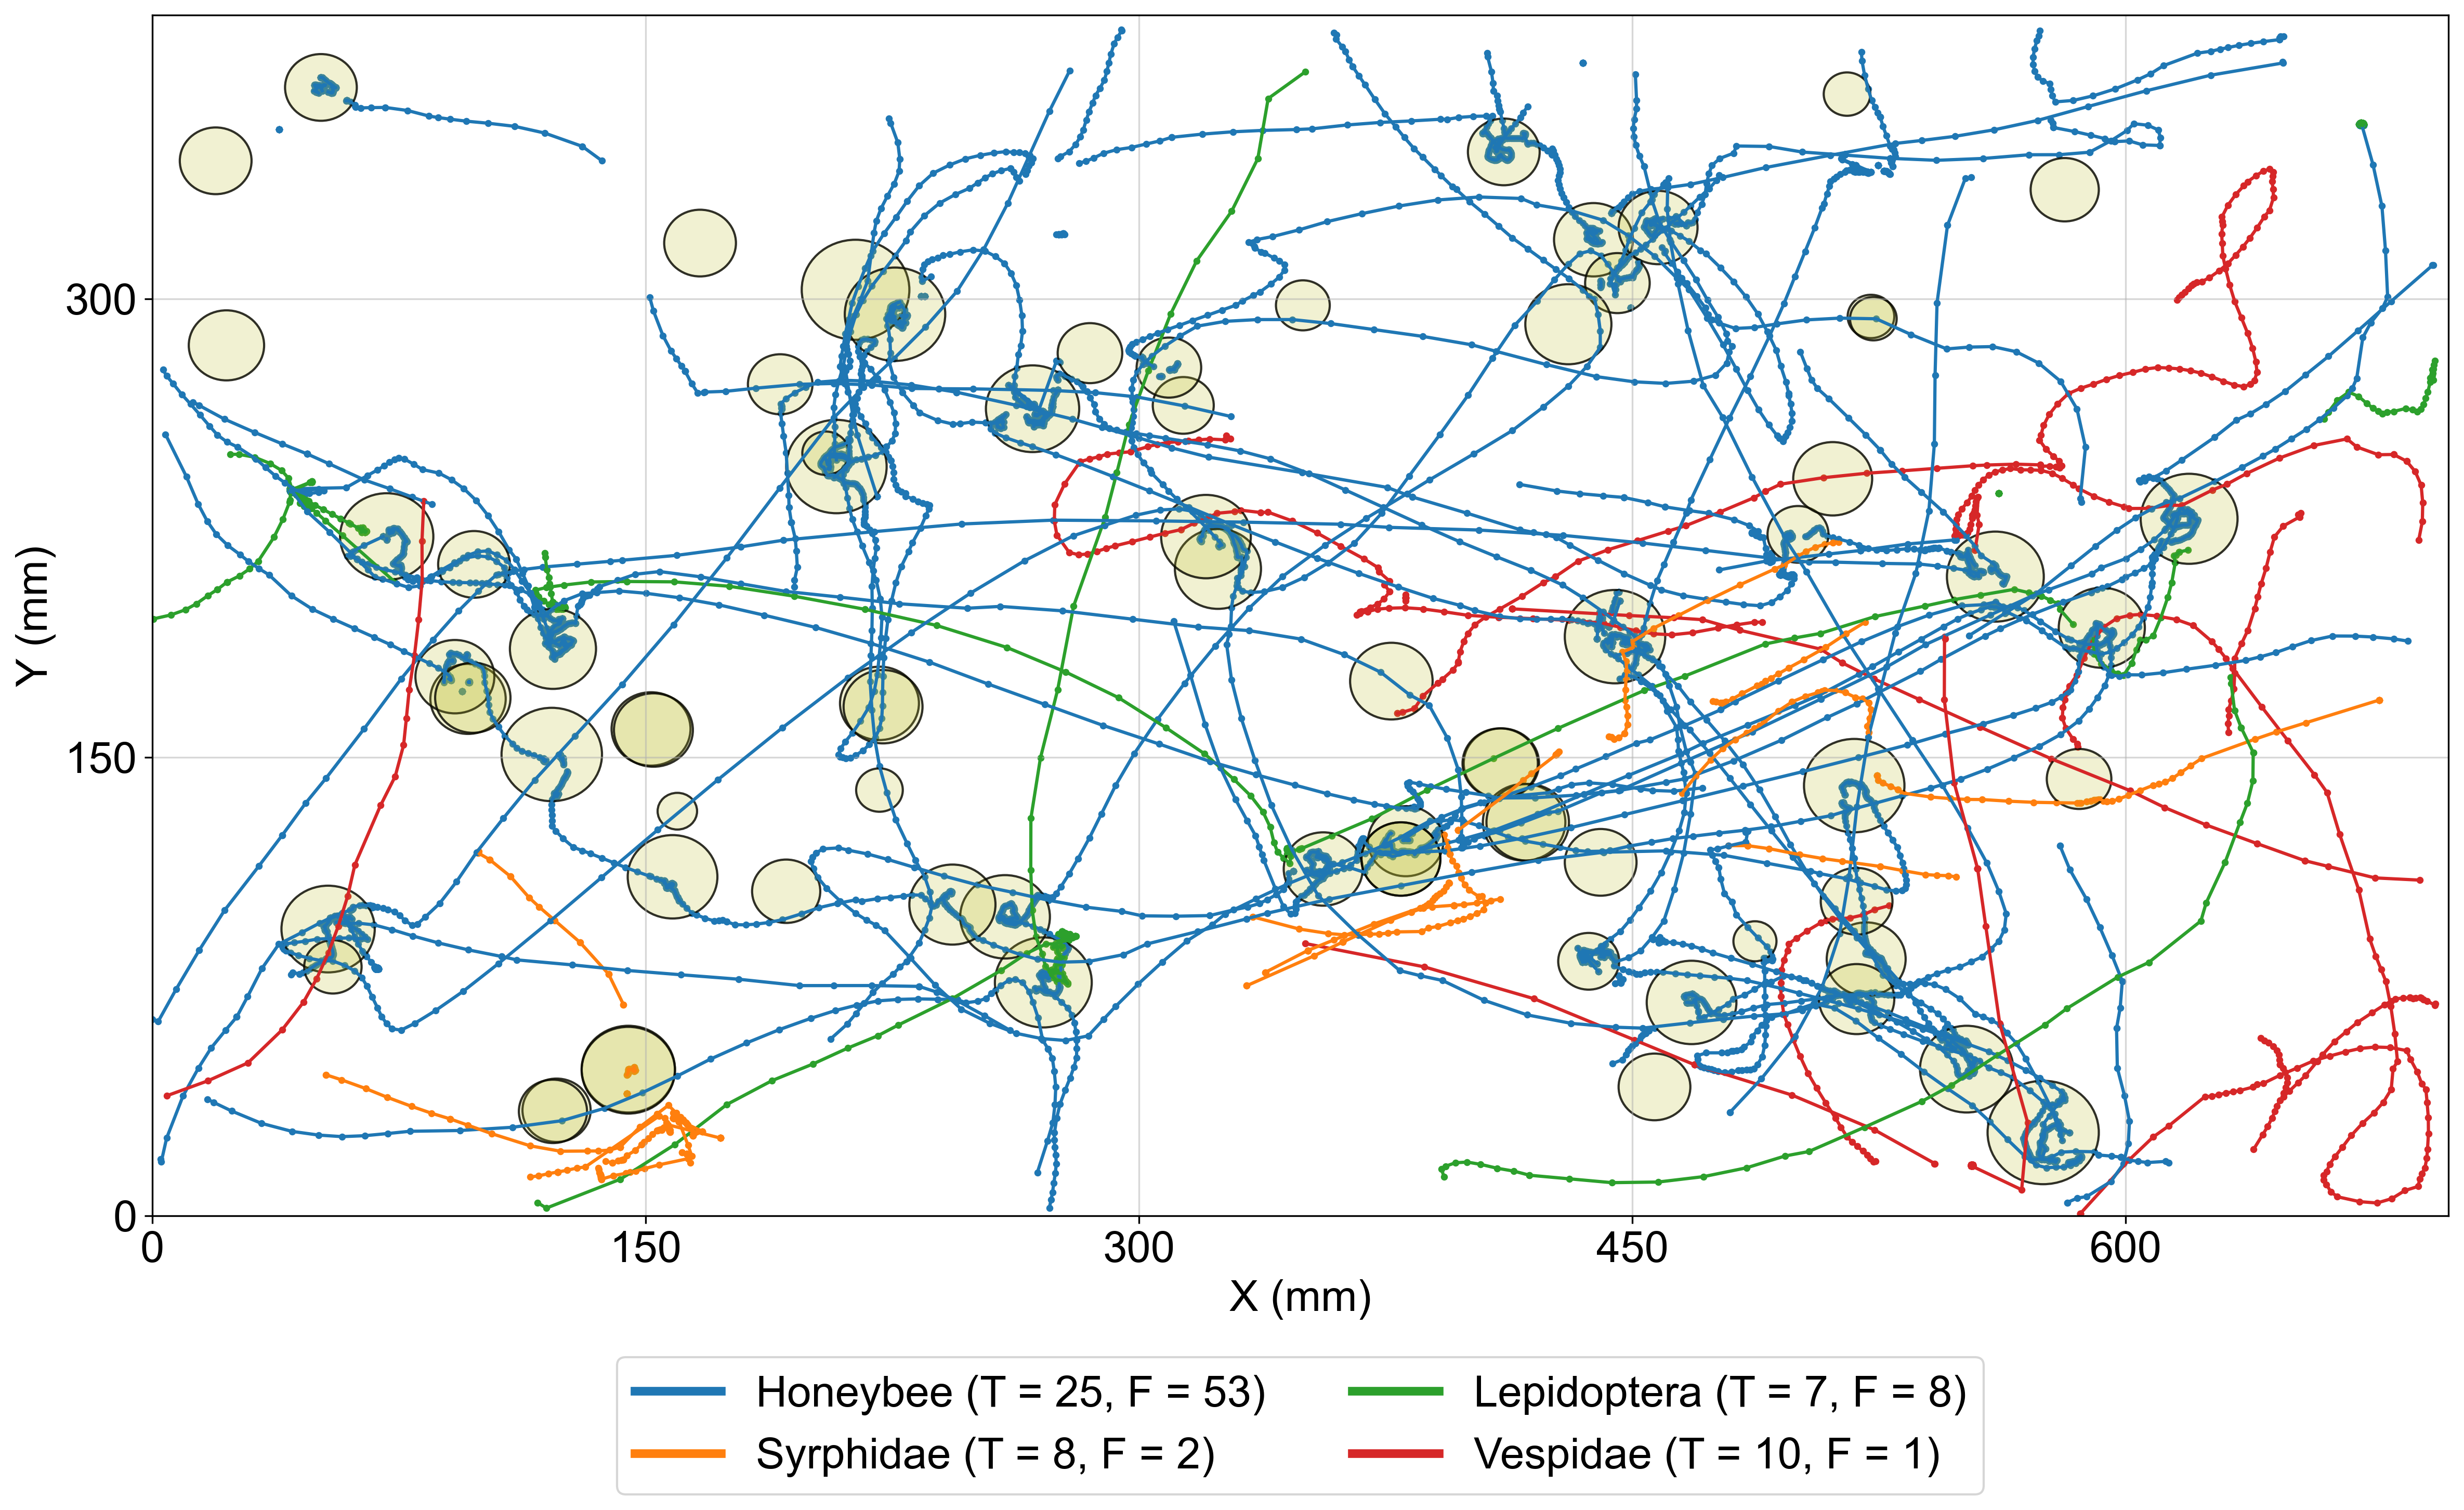 300
150
0
Y (mm)
0 150 300 450 600
X (mm)
Honeybee (T = 25, F = 53)
Lepidoptera (T = 7, F = 8)
Syrphidae (T = 8, F = 2)
Vespidae (T = 10, F = 1)